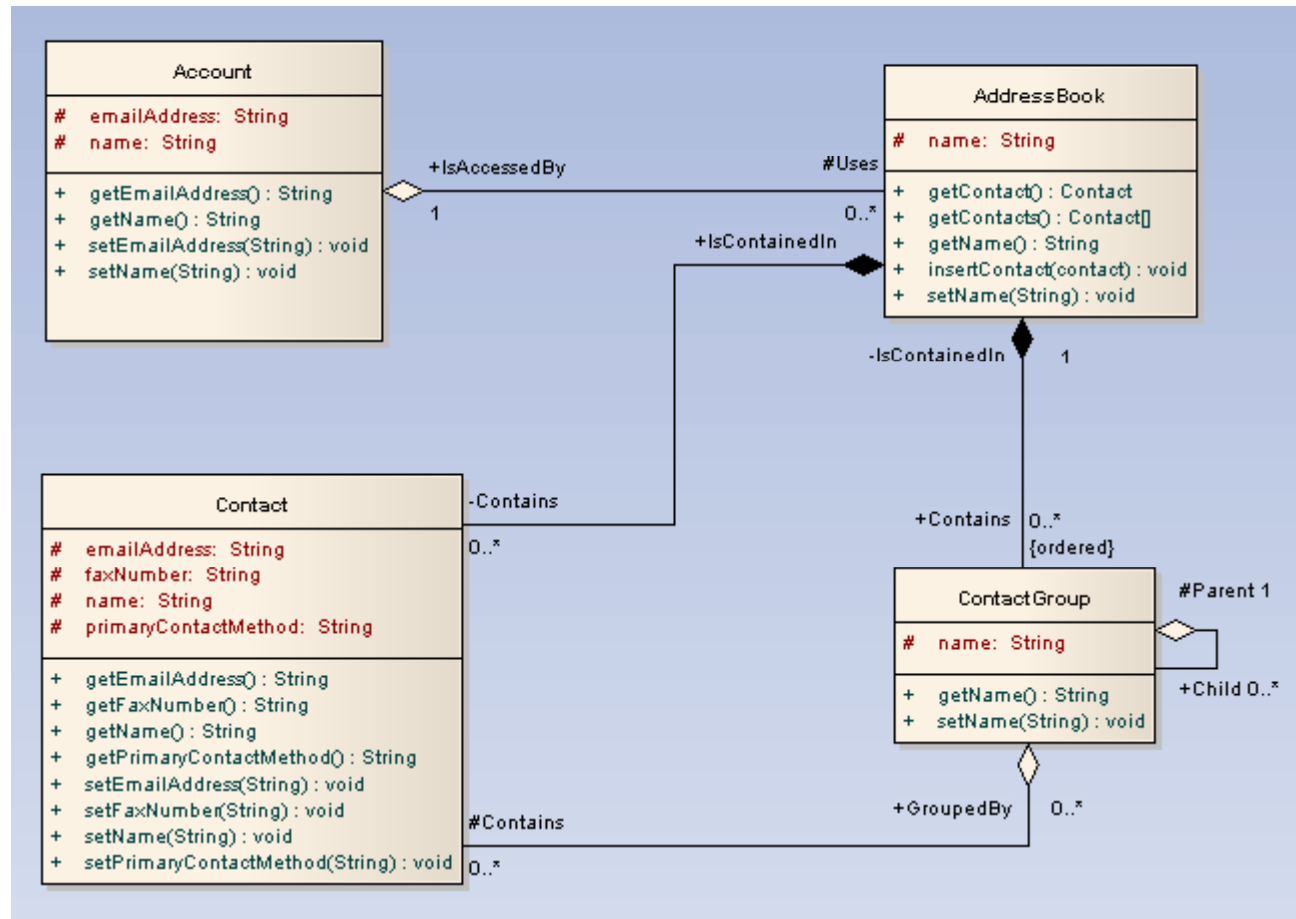 Account
# emailAddress: String
# name: String
+ getEmailAddress() : String
+ getName() : String
+ setEmailAddress(String) : void
+ setName(String) : void
+IsAccessedBy
1
#Uses
0..*
AddressBook
# name: String
+ getContact() : Contact
+ getContacts() : Contact[]
+ getName() : String
+ insertContact(contact) : void
+ setName(String) : void
+IsContainedIn
-IsContainedIn 1
Contact
# emailAddress: String
# faxNumber: String
# name: String
# primaryContactMethod: String
+ getEmailAddress() : String
+ getFaxNumber() : String
+ getName() : String
+ getPrimaryContactMethod() : String
+ setEmailAddress(String) : void
+ setFaxNumber(String) : void
+ setName(String) : void
+ setPrimaryContactMethod(String) : void
-Contains
0..*
+Contains 0..*
{ordered}
ContactGroup
# name: String
+ getName() : String
+ setName(String) : void
#Parent 1
+Child 0..*
+GroupedBy 0..*
#Contains
0..*